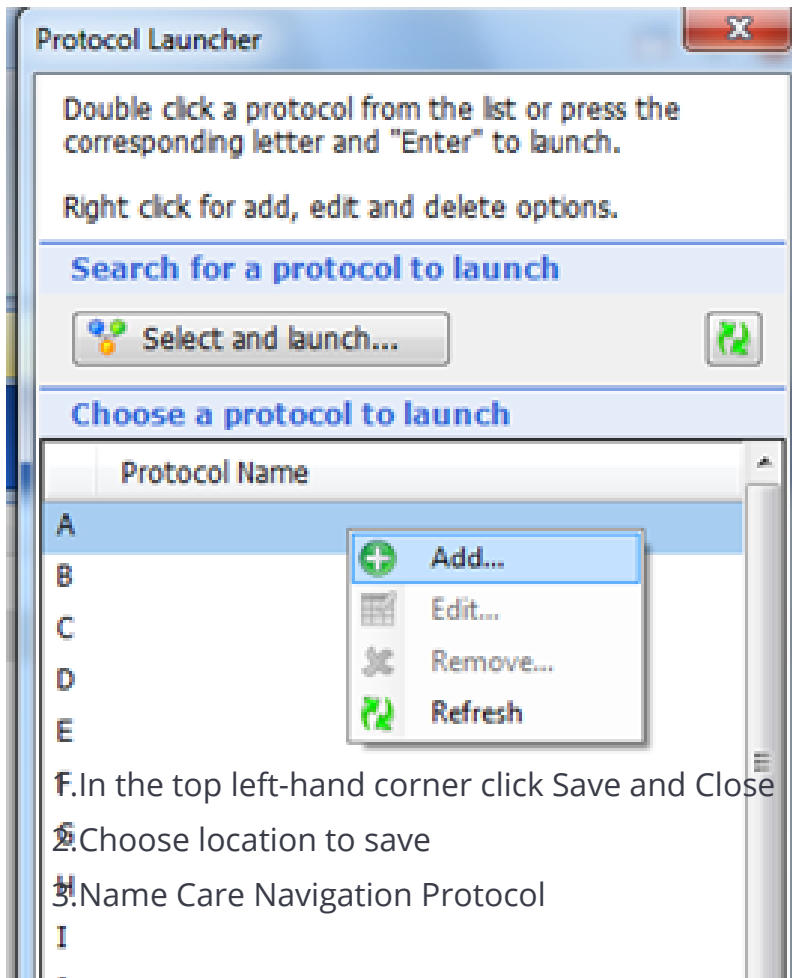 Protocol Launcher
Double click a protocol from the list or press the
corresponding letter and "Enter" to launch.
Right click for add, edit and delete options.
Search for a protocol to launch
Select and launch...
Choose a protocol to launch
Protocol Name
A
Add...
B
Edit...
C
Remove...
D
Refresh
E
F
1.In the top left-hand corner click Save and Close
G
2.Choose location to save
H
3.Name Care Navigation Protocol
I